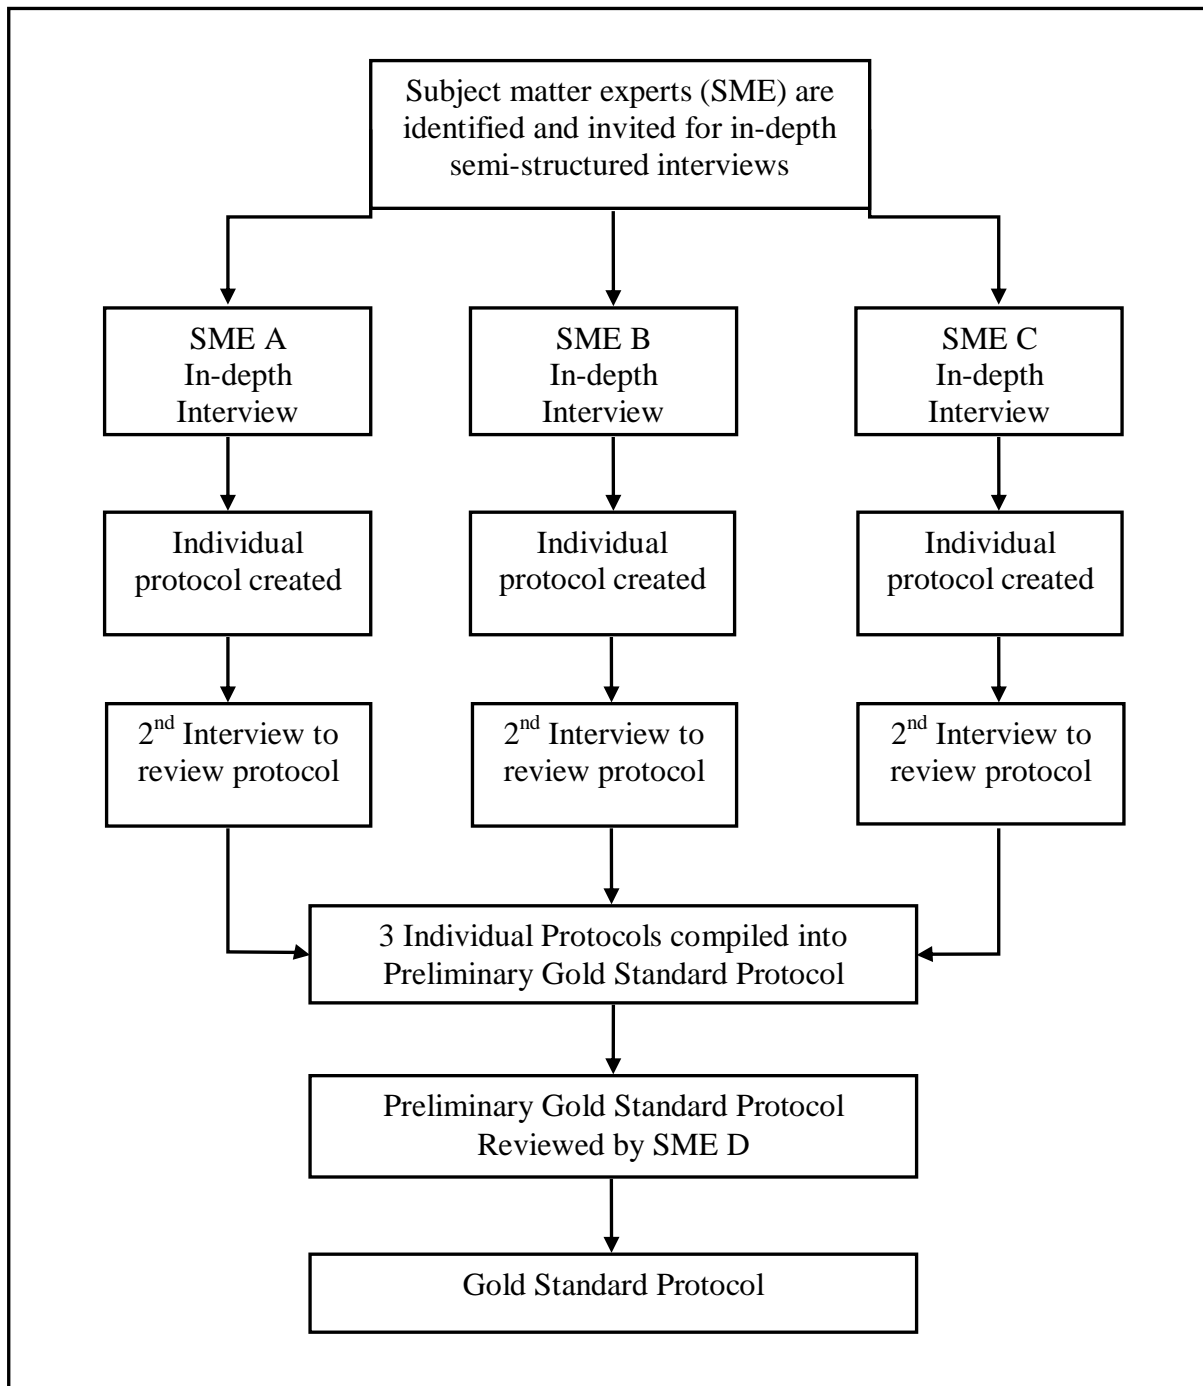 Subject matter experts (SME) are
identified and invited for in-depth
semi-structured interviews
SME A
In-depth
Interview
SME B
In-depth
Interview
SME C
In-depth
Interview
Individual
protocol created
Individual
protocol created
Individual
protocol created
2nd Interview to
review protocol
2nd Interview to
review protocol
2nd Interview to
review protocol
3 Individual Protocols compiled into
Preliminary Gold Standard Protocol
Preliminary Gold Standard Protocol
Reviewed by SME D
Gold Standard Protocol